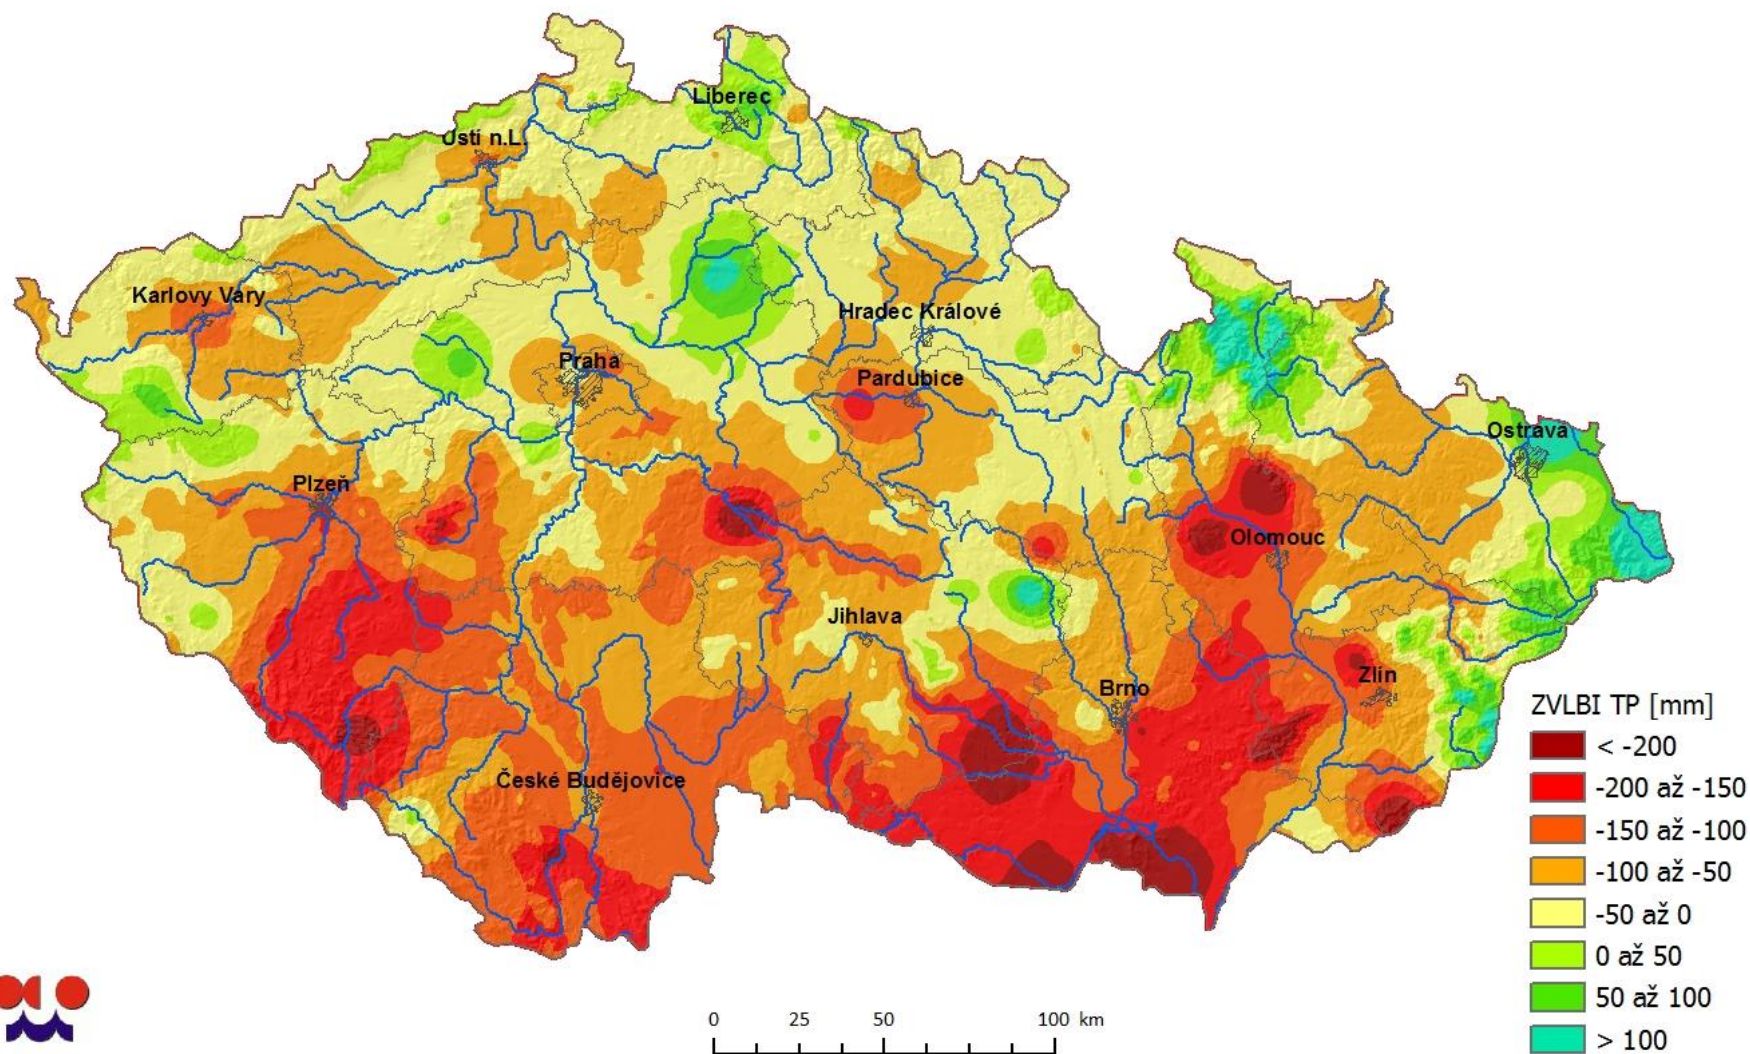 Liberec
Ústí n.L.
Karlovy Vary
Hradec Králové
Praha
Pardubice
Ostrava
Plzeň
Olomouc
Jihlava
Zlín
Brno
České Budějovice
ZVLBI TP [mm]
< -200
-200 až -150
-150 až -100
-100 až -50
-50 až 0
0 až 50
50 až 100
> 100
0 25 50 100 km